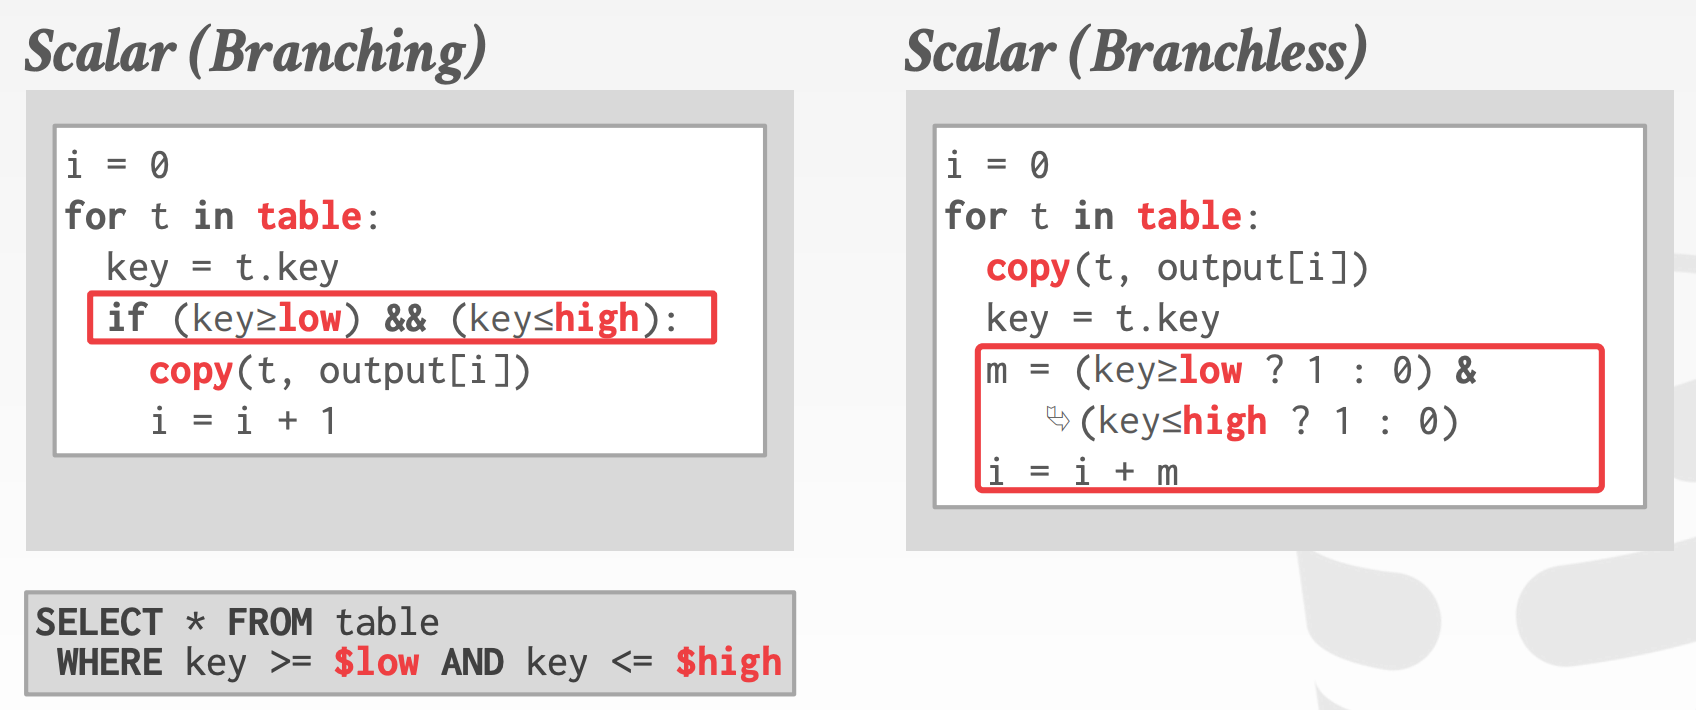 Scalar (Branching)
i = 0
for t in table:
  key = t.key
  if (key≥low) && (key≤high):
    copy(t, output[i])
    i = i + 1
SELECT * FROM table
 WHERE key >= $low AND key <= $high
Scalar (Branchless)
i = 0
for t in table:
  copy(t, output[i])
  key = t.key
  m = (key≥low ? 1 : 0) &
    ↳(key≤high ? 1 : 0)
  i = i + m